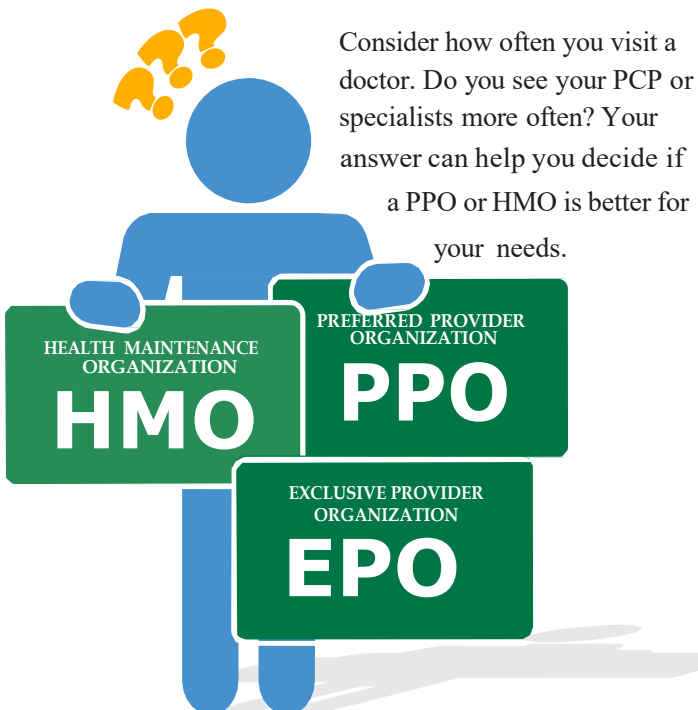 Consider how often you visit a
doctor. Do you see your PCP or
specialists more often? Your
answer can help you decide if
a PPO or HMO is better for
your needs.
HEALTH MAINTENANCE
ORGANIZATION
HMO
PREFERRED PROVIDER
ORGANIZATION
PPO
EXCLUSIVE PROVIDER
ORGANIZATION
EPO